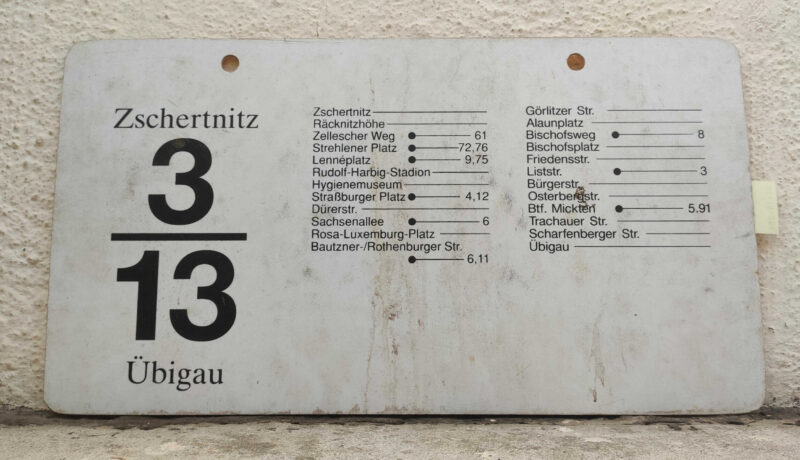 Zschertnitz
3
13
Übigau
Zschertnitz
Räcknitzhöhe
Zellescher Weg 61
Strehlener Platz 72,76
Lennéplatz 9,75
Rudolf-Harbig-Stadion
Hygienemuseum
Straßburger Platz 4,12
Dürerstr.
Sachsenallee 6
Rosa-Luxemburg-Platz
Bautzner-/Rothenburger Str.
6,11
Görlitzer Str.
Alaunplatz
Bischofsweg 8
Bischofsplatz
Friedensstr.
Liststr. 3
Bürgerstr.
Osterbergstr.
Btf. Mickten 5.91
Trachauer Str.
Scharfenberger Str.
Übigau